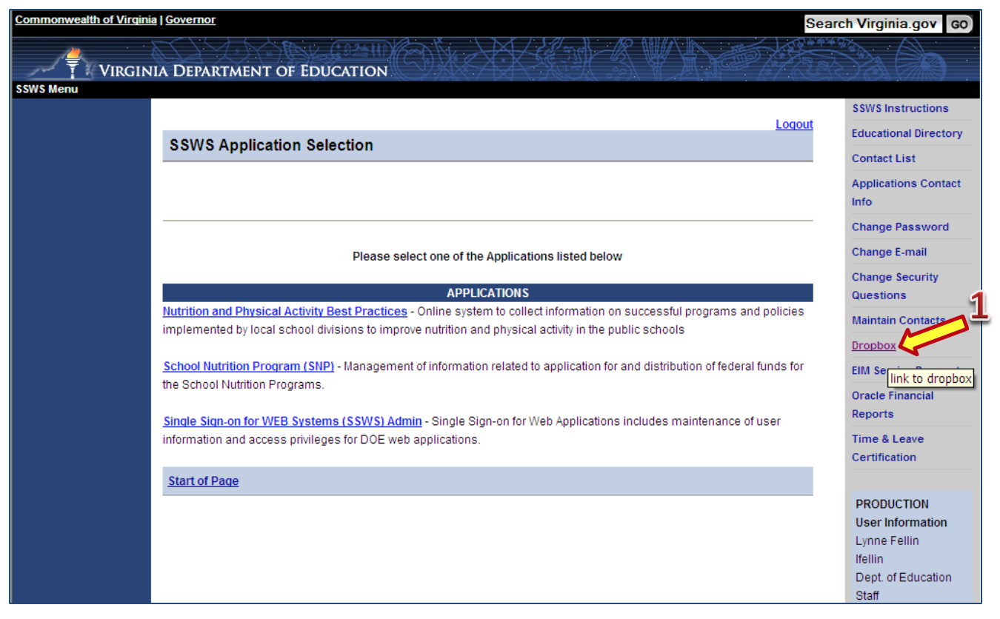 Commonwealth of Virginia | Governor
Search Virginia.gov GO
VIRGINIA DEPARTMENT OF EDUCATION
SSWS Menu
Logout
SSWS Application Selection
Please select one of the Applications listed below
APPLICATIONS
Nutrition and Physical Activity Best Practices - Online system to collect information on successful programs and policies
implemented by local school divisions to improve nutrition and physical activity in the public schools
School Nutrition Program (SNP) - Management of information related to application for and distribution of federal funds for
the School Nutrition Programs.
Single Sign-on for WEB Systems (SSWS) Admin - Single Sign-on for Web Applications includes maintenance of user
information and access privileges for DOE web applications.
Start of Page
SSWS Instructions
Educational Directory
Contact List
Applications Contact
Info
Change Password
Change E-mail
Change Security
Questions
1
Maintain Contacts
Dropbox
EIM
link to dropbox
Oracle Financial
Reports
Time & Leave
Certification
PRODUCTION
User Information
Lynne Fellin
lfellin
Dept. of Education
Staff